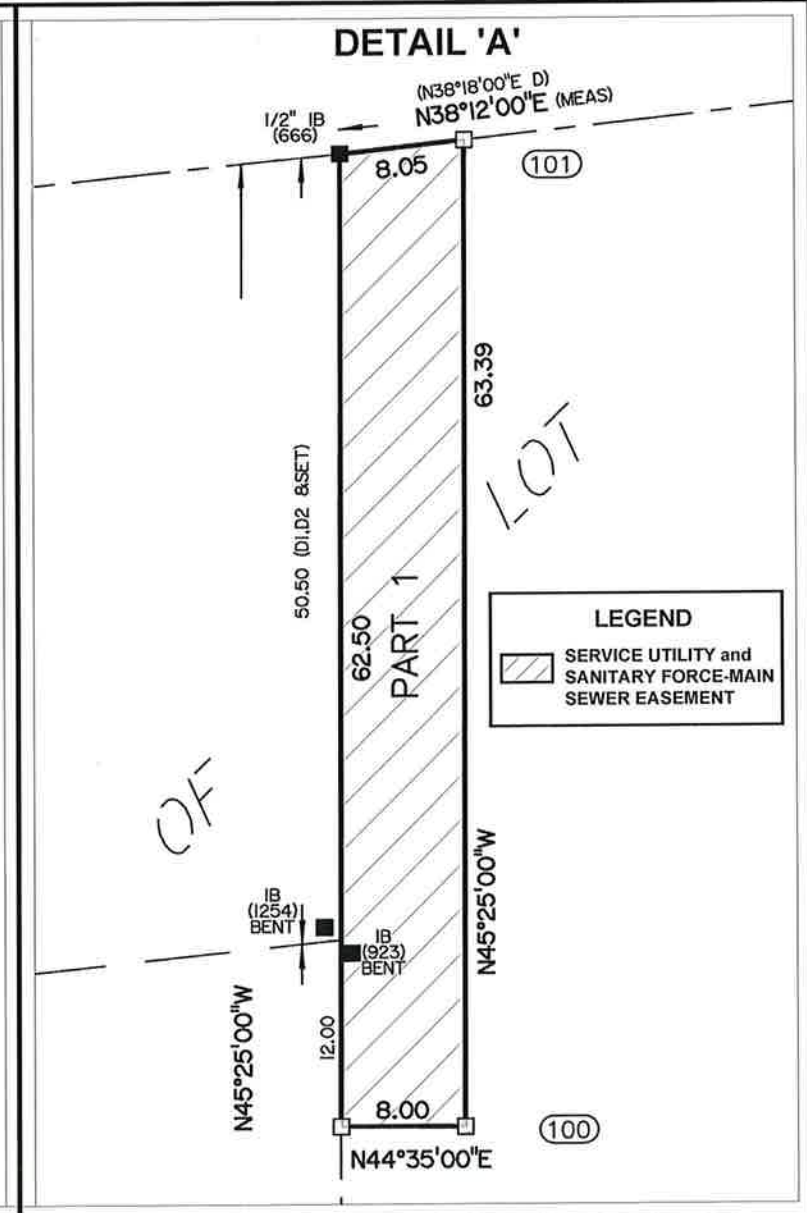 DETAIL 'A'
(N38°18'00"E D)
N38°12'00"E (MEAS)
1/2" IB
(666)
8.05
101
63.39
50.50 (D1,D2 &SET)
LOT
62.50
PART 1
LEGEND
SERVICE UTILITY and
SANITARY FORCE-MAIN
SEWER EASEMENT
OF
IB
(1254)
BENT
IB
(923)
BENT
N45°25'00"W
N45°25'00"W
12.00
8.00
100
N44°35'00"E